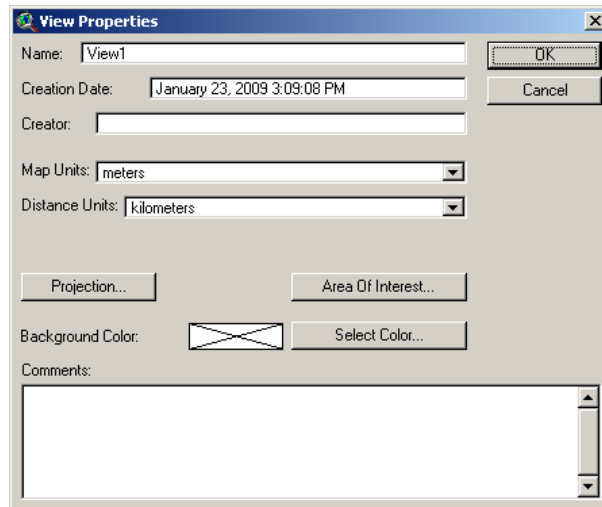 View Properties
Name: View1
OK
Creation Date: January 23, 2009 3:09:08 PM
Cancel
Creator:
Map Units: meters
Distance Units: kilometers
Projection... Area Of Interest...
Background Color: Select Color...
Comments: